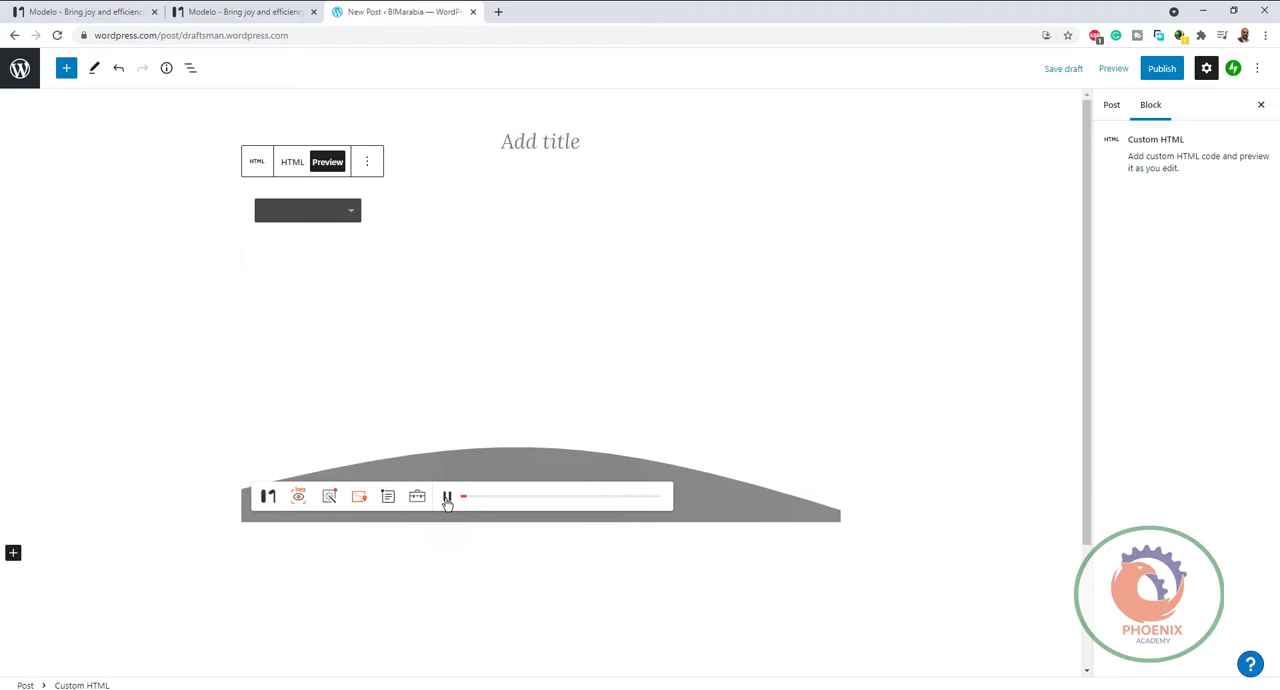 Modelo - Bring joy and efficienc
Modelo - Bring joy and efficienc
New Post ‹ BIMarabia — WordP
wordpress.com/post/draftsman.wordpress.com
Save draft
Preview
Publish
Post
Block
Add title
HTML
HTML
Preview
HTML
Custom HTML
Add custom HTML code and preview
it as you edit.
beta
PHOENIX
ACADEMY
Post
Custom HTML